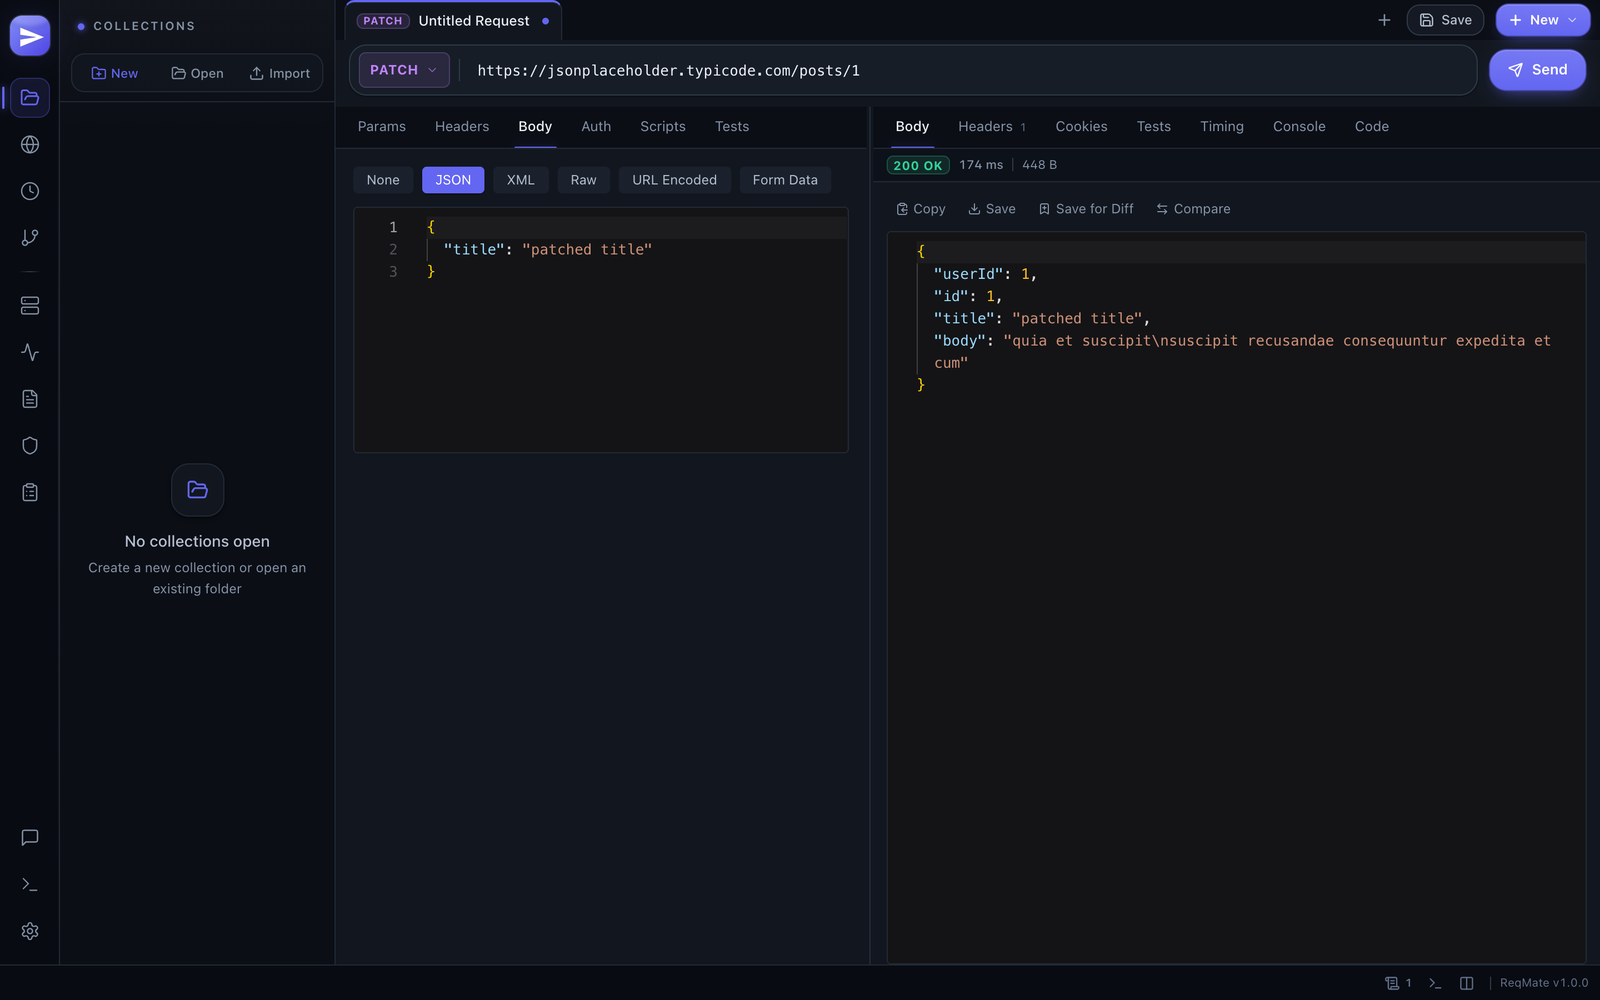 COLLECTIONS
New
Open
Import
No collections open
Create a new collection or open an
existing folder
PATCH Untitled Request
Save
New
PATCH
https://jsonplaceholder.typicode.com/posts/1
Send
Params
Headers
Body
Auth
Scripts
Tests
None
JSON
XML
Raw
URL Encoded
Form Data
1 {
2 "title": "patched title"
3 }
Body
Headers 1
Cookies
Tests
Timing
Console
Code
200 OK 174 ms 448 B
Copy
Save
Save for Diff
Compare
{
"userId": 1,
"id": 1,
"title": "patched title",
"body": "quia et suscipit\nsuscipit recusandae consequuntur expedita et
cum"
}
1
ReqMate v1.0.0